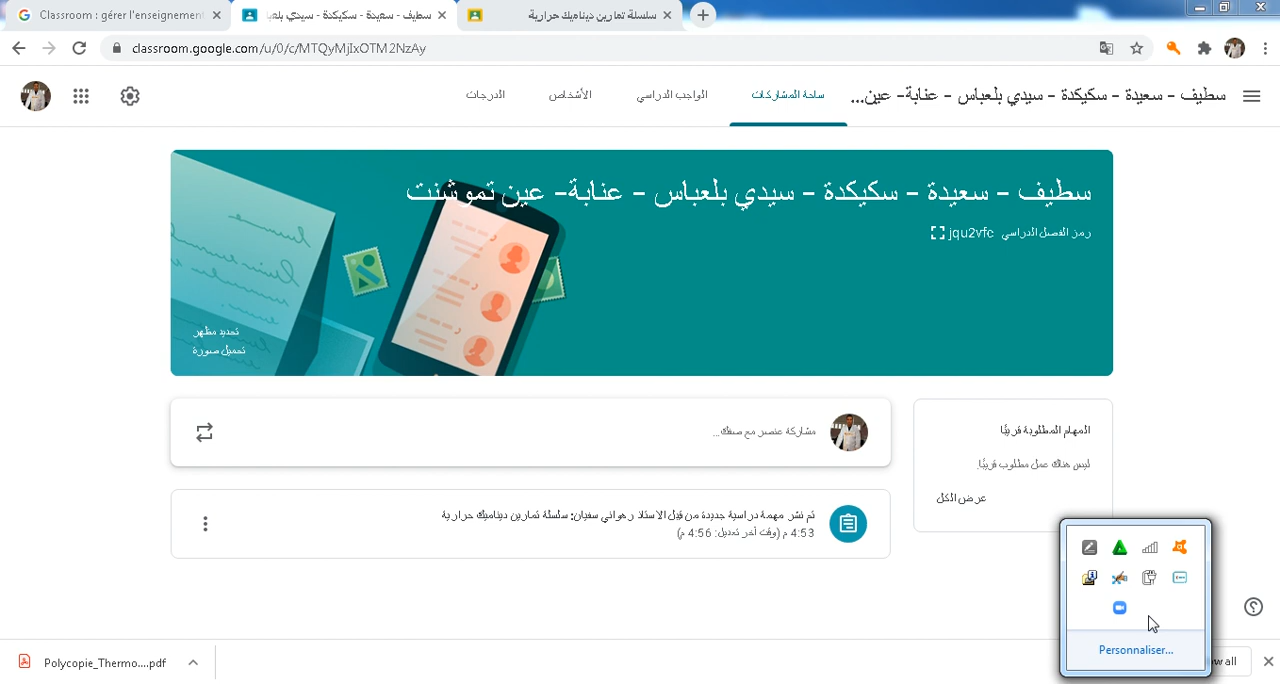 Classroom : gérer l'enseignement
سطيف - سعيدة - سكيكدة - سيدي بلعبا
سلسلة تمارين ديناميك حرارية
classroom.google.com/u/0/c/MTQyMjIxOTM2NzAy
سطيف - سعيدة - سكيكدة - سيدي بلعباس - عنابة- عين...
ساحة المشاركات
الواجب الدراسي
الأشخاص
الدرجات
سطيف - سعيدة - سكيكدة - سيدي بلعباس - عنابة- عين تموشنت
رمز الفصل الدراسي jqu2vfc
تحديد مظهر
تحميل صورة
مشاركة عنصر مع صفك...
المهام المطلوبة قريبًا
ليس هناك عمل مطلوب قريبًا.
عرض الكل
تم نشر مهمة دراسية جديدة من قبل الاستاذ رهواني سفيان: سلسلة تمارين ديناميك حرارية
4:53 م (وقت آخر تعديل: 4:56 م)
Personnaliser...
Polycopie_Thermo....pdf
all